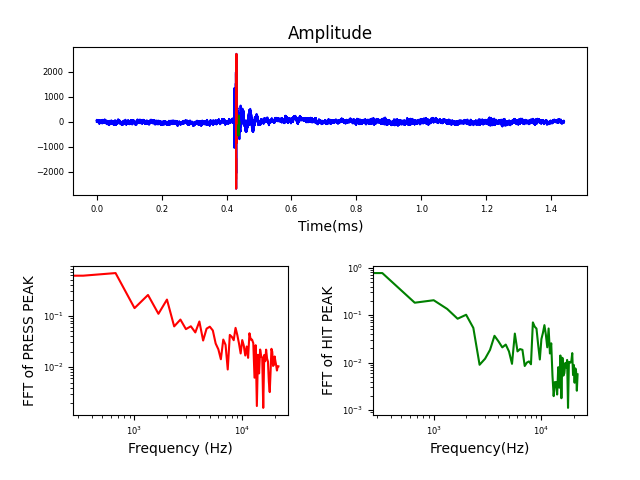 Amplitude
2000
1000
0
−1000
−2000
0.0 0.2 0.4 0.6 0.8 1.0 1.2 1.4
Time(ms)
FFT of PRESS PEAK
10⁻¹
10⁻²
10³ 10⁴
Frequency (Hz)
FFT of HIT PEAK
10⁰
10⁻¹
10⁻²
10⁻³
10³ 10⁴
Frequency(Hz)